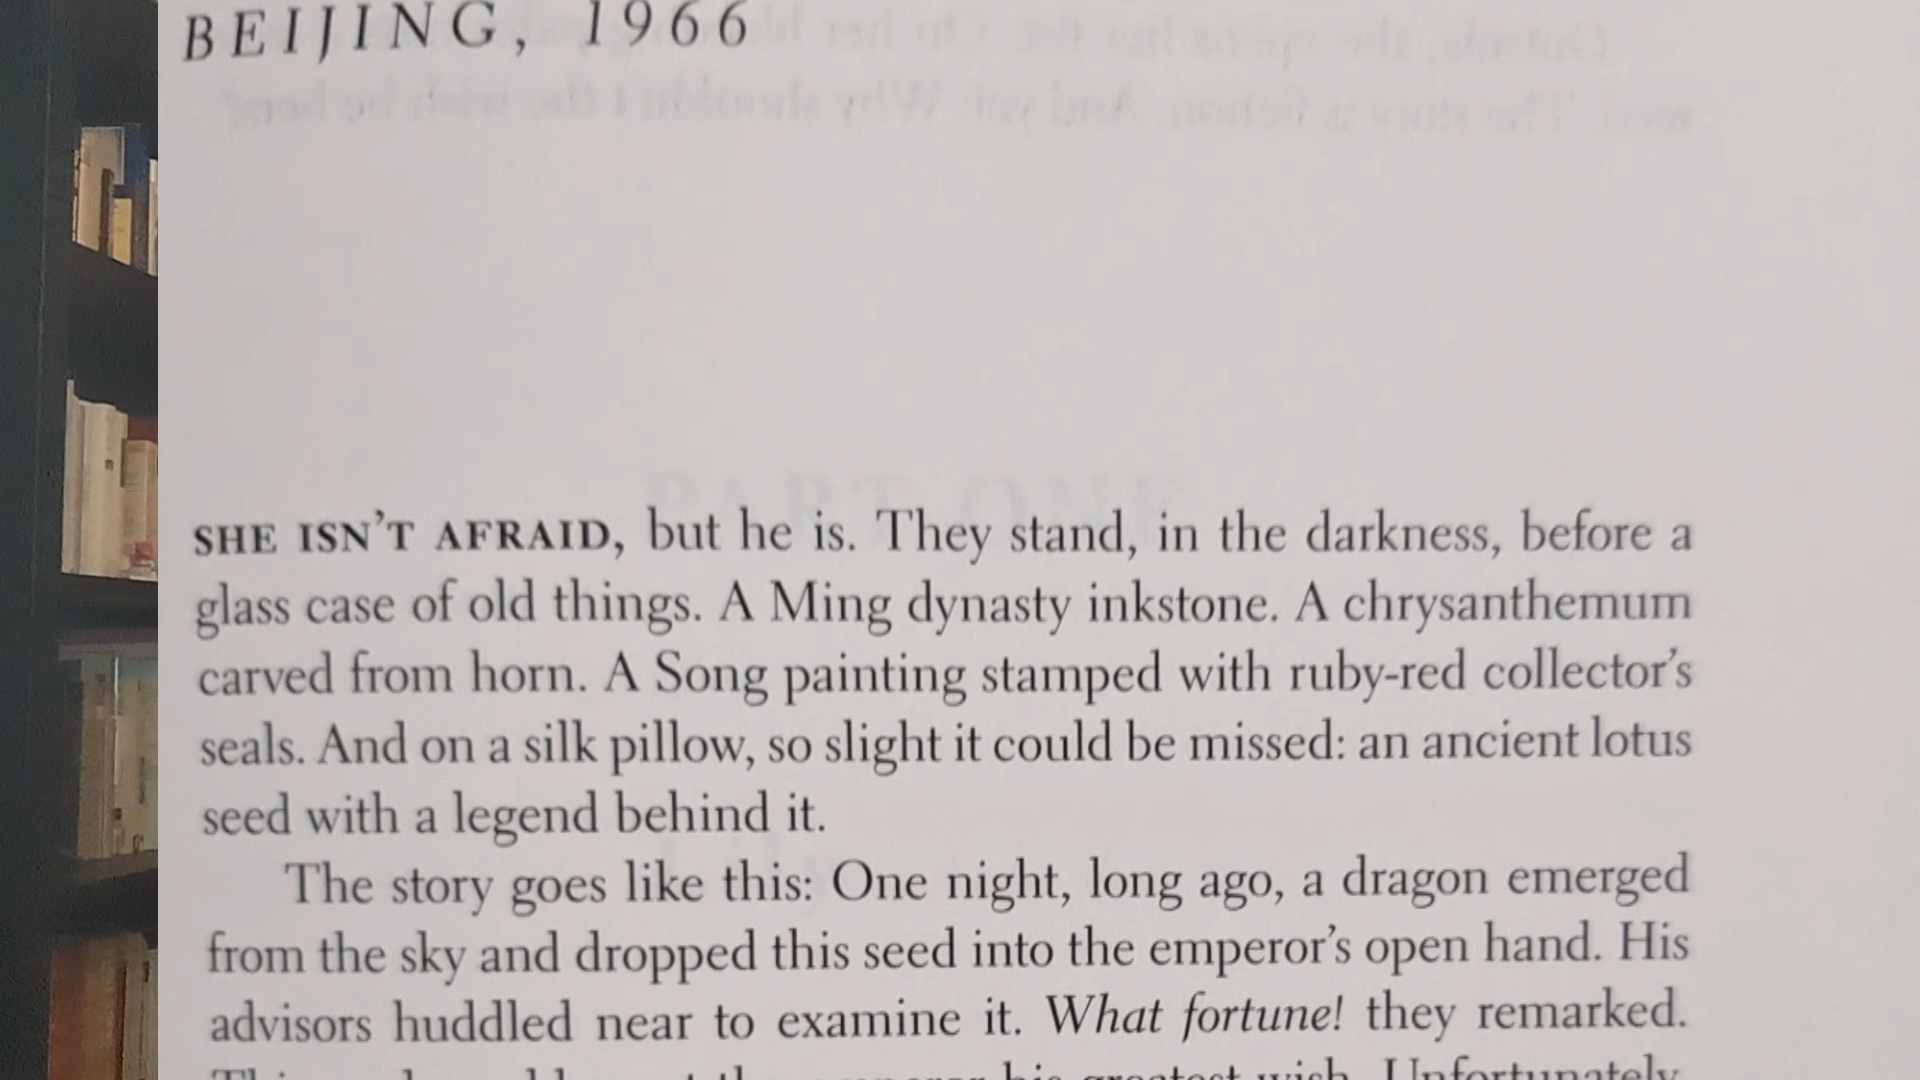 BEIJING, 1966
SHE ISN'T AFRAID, but he is. They stand, in the darkness, before a
glass case of old things. A Ming dynasty inkstone. A chrysanthemum
carved from horn. A Song painting stamped with ruby-red collector's
seals. And on a silk pillow, so slight it could be missed: an ancient lotus
seed with a legend behind it.
The story goes like this: One night, long ago, a dragon emerged
from the sky and dropped this seed into the emperor's open hand. His
advisors huddled near to examine it. What fortune! they remarked.
his greatest wish. Unfortunately,